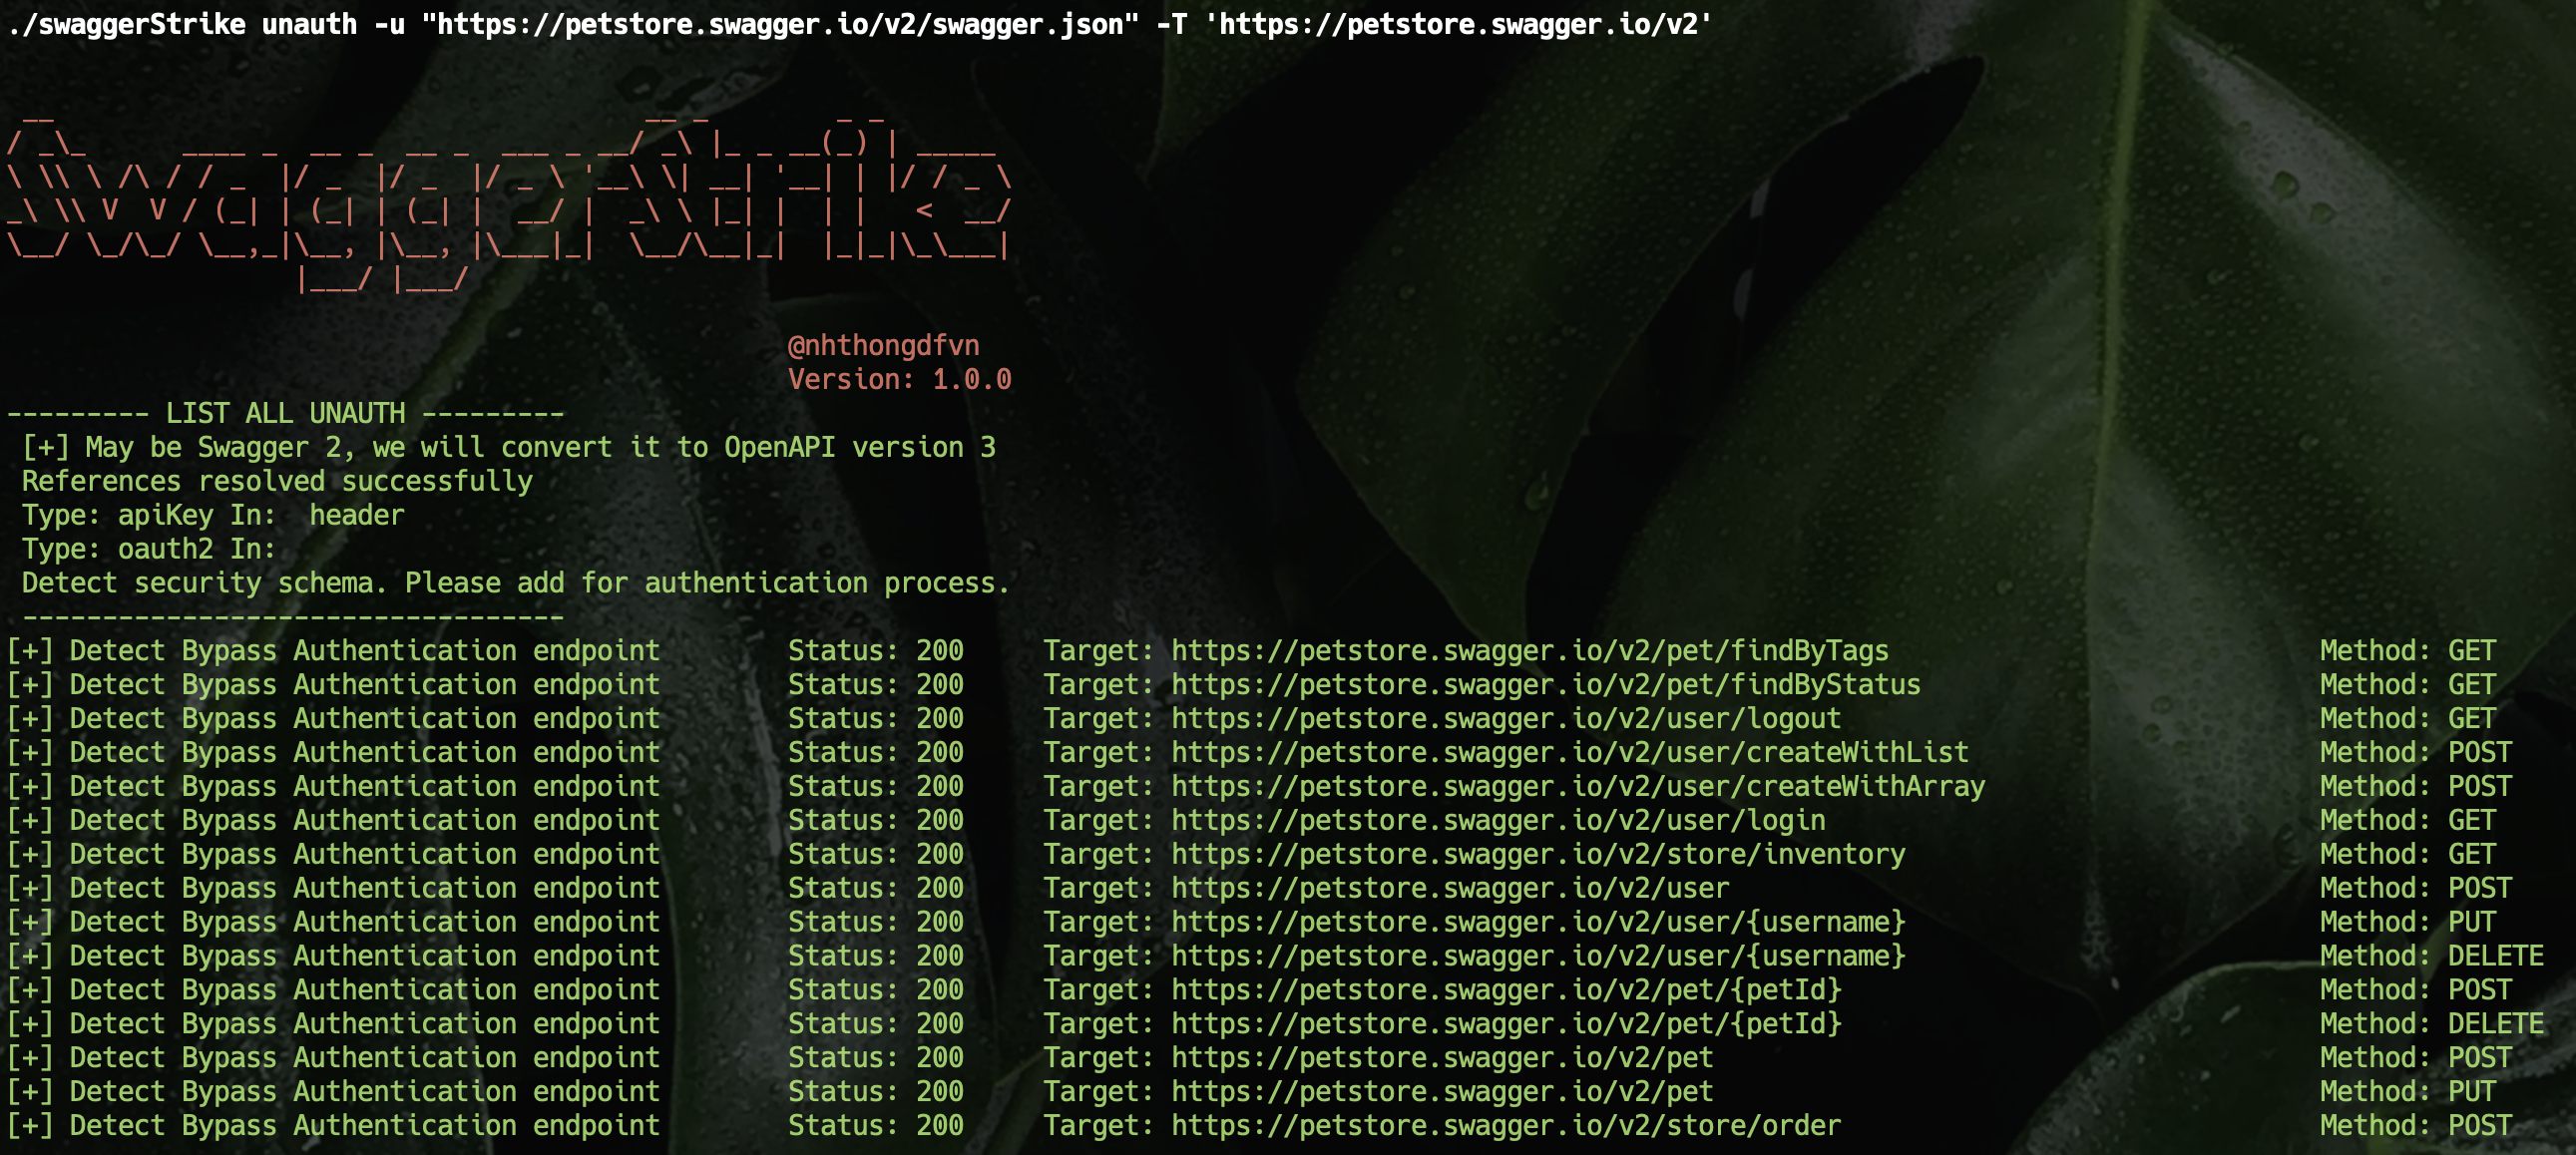 ./swaggerStrike unauth -u "https://petstore.swagger.io/v2/swagger.json" -T 'https://petstore.swagger.io/v2'
SwaggerStrike
@nhthongdfvn
Version: 1.0.0
--------- LIST ALL UNAUTH ---------
[+] May be Swagger 2, we will convert it to OpenAPI version 3
References resolved successfully
Type: apiKey In:  header
Type: oauth2 In:
Detect security schema. Please add for authentication process.
----------------------------------
[+] Detect Bypass Authentication endpoint Status: 200 Target: https://petstore.swagger.io/v2/pet/findByTags Method: GET
[+] Detect Bypass Authentication endpoint Status: 200 Target: https://petstore.swagger.io/v2/pet/findByStatus Method: GET
[+] Detect Bypass Authentication endpoint Status: 200 Target: https://petstore.swagger.io/v2/user/logout Method: GET
[+] Detect Bypass Authentication endpoint Status: 200 Target: https://petstore.swagger.io/v2/user/createWithList Method: POST
[+] Detect Bypass Authentication endpoint Status: 200 Target: https://petstore.swagger.io/v2/user/createWithArray Method: POST
[+] Detect Bypass Authentication endpoint Status: 200 Target: https://petstore.swagger.io/v2/user/login Method: GET
[+] Detect Bypass Authentication endpoint Status: 200 Target: https://petstore.swagger.io/v2/store/inventory Method: GET
[+] Detect Bypass Authentication endpoint Status: 200 Target: https://petstore.swagger.io/v2/user Method: POST
[+] Detect Bypass Authentication endpoint Status: 200 Target: https://petstore.swagger.io/v2/user/{username} Method: PUT
[+] Detect Bypass Authentication endpoint Status: 200 Target: https://petstore.swagger.io/v2/user/{username} Method: DELETE
[+] Detect Bypass Authentication endpoint Status: 200 Target: https://petstore.swagger.io/v2/pet/{petId} Method: POST
[+] Detect Bypass Authentication endpoint Status: 200 Target: https://petstore.swagger.io/v2/pet/{petId} Method: DELETE
[+] Detect Bypass Authentication endpoint Status: 200 Target: https://petstore.swagger.io/v2/pet Method: POST
[+] Detect Bypass Authentication endpoint Status: 200 Target: https://petstore.swagger.io/v2/pet Method: PUT
[+] Detect Bypass Authentication endpoint Status: 200 Target: https://petstore.swagger.io/v2/store/order Method: POST